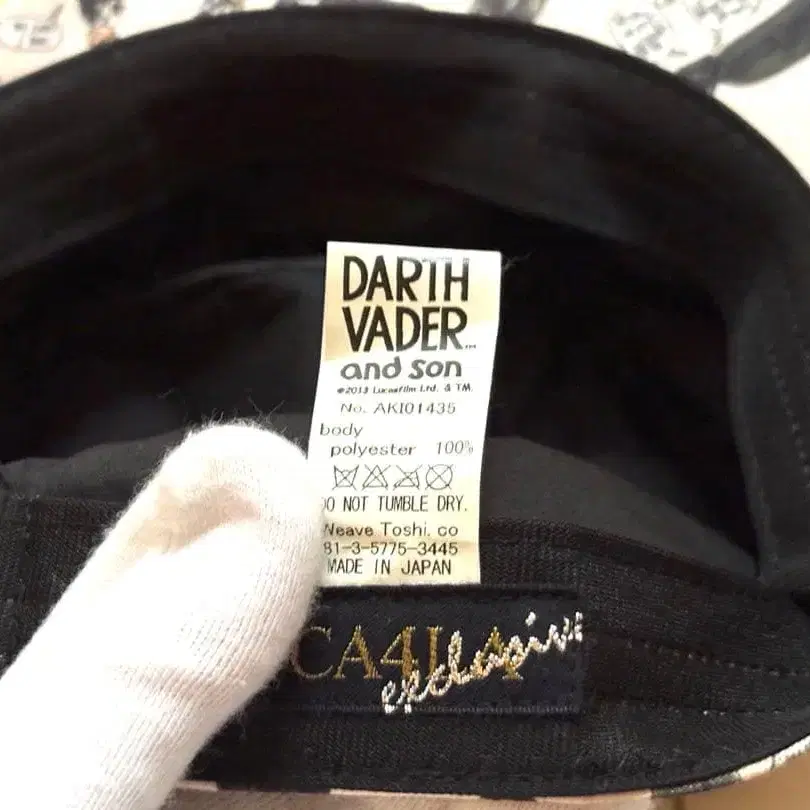 DARTH
VADER™
and son
©2013 Lucasfilm Ltd. & TM.
No. AKI01435
body
polyester 100%
DO NOT TUMBLE DRY.
Weave Toshi. co
81-3-5775-3445
MADE IN JAPAN
CA4LA
exclusive